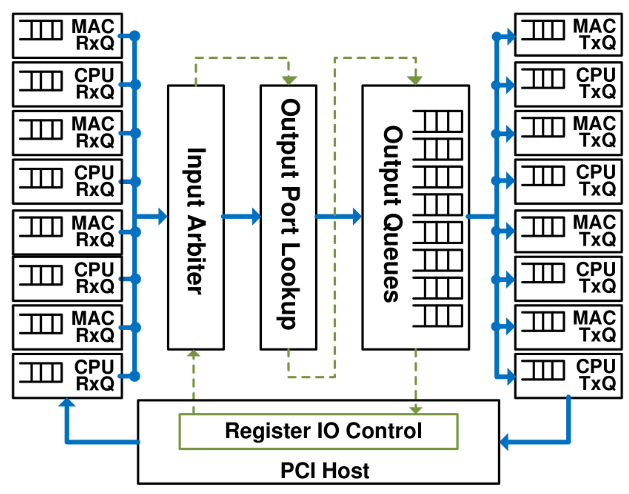 MAC
RxQ
CPU
RxQ
MAC
RxQ
CPU
RxQ
MAC
RxQ
CPU
RxQ
MAC
RxQ
CPU
RxQ
Input Arbiter
Output Port Lookup
Output Queues
MAC
TxQ
CPU
TxQ
MAC
TxQ
CPU
TxQ
MAC
TxQ
CPU
TxQ
MAC
TxQ
CPU
TxQ
Register IO Control
PCI Host